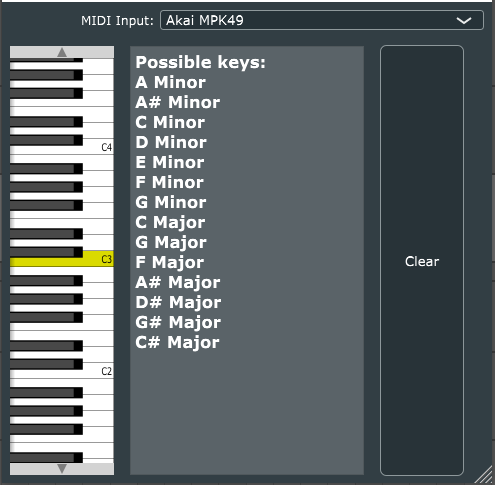 MIDI Input: Akai MPK49
Possible keys:
A Minor
A# Minor
C Minor
D Minor
E Minor
F Minor
G Minor
C Major
G Major
F Major
A# Major
D# Major
G# Major
C# Major
C4
C3
C2
Clear